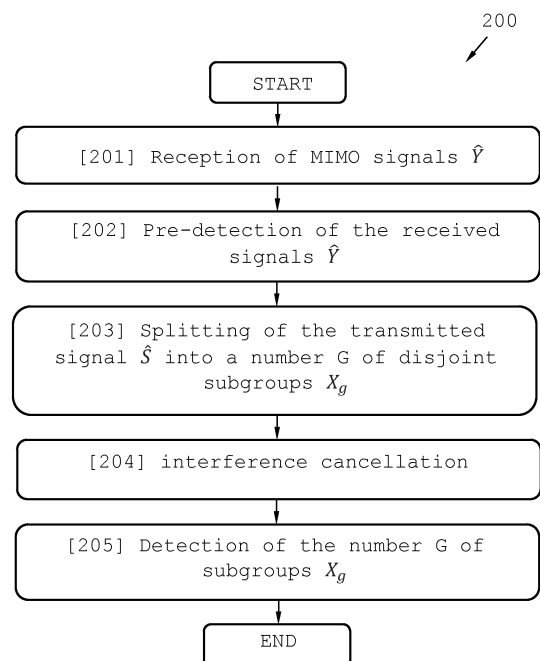 200
START
[201] Reception of MIMO signals Ŷ
[202] Pre-detection of the received
signals Ŷ
[203] Splitting of the transmitted
signal Ŝ into a number G of disjoint
subgroups X_g
[204] interference cancellation
[205] Detection of the number G of
subgroups X_g
END